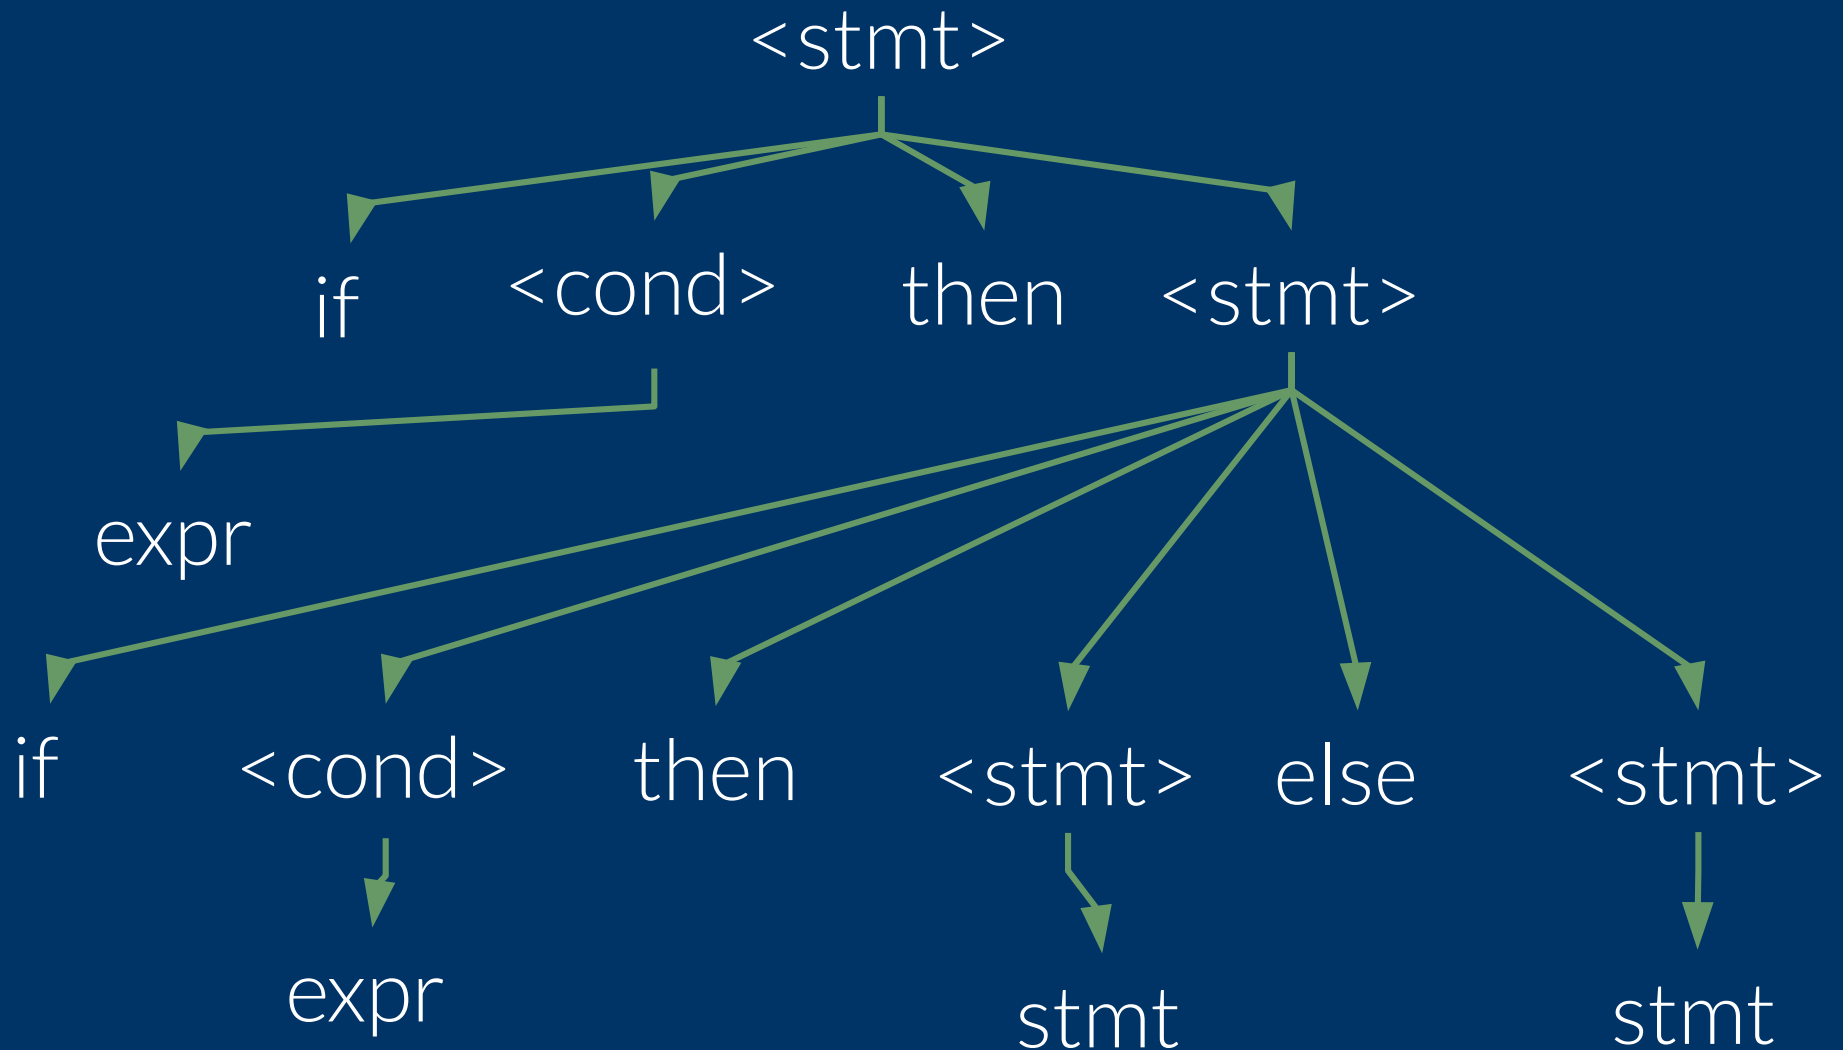 <stmt>
if <cond> then <stmt>
expr
if <cond> then <stmt> else <stmt>
expr stmt stmt